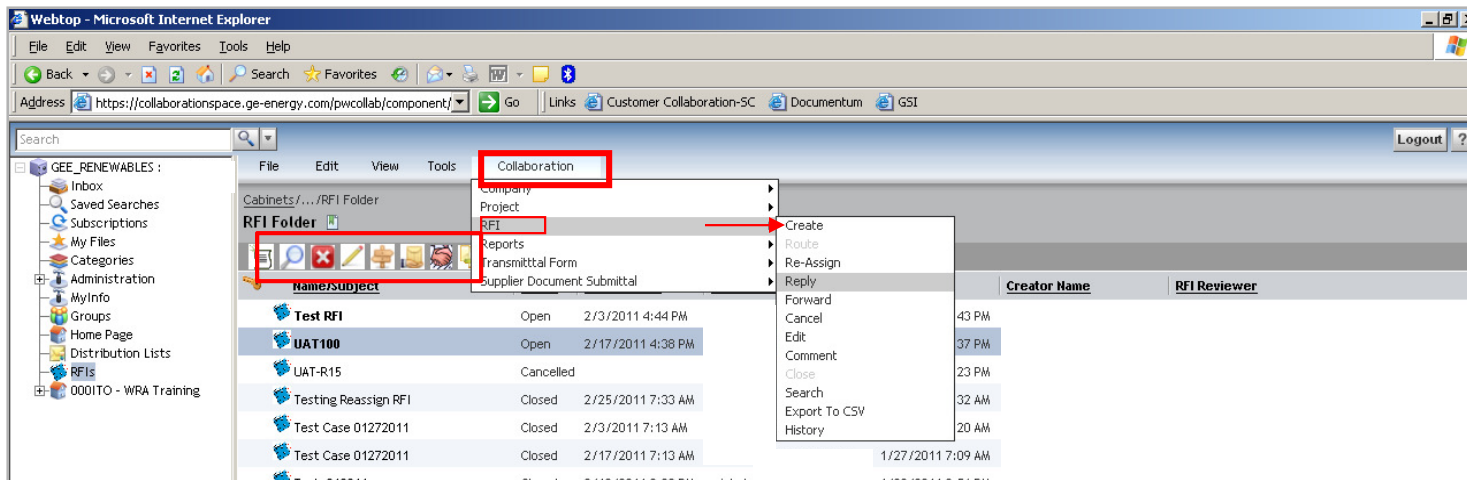 Webtop - Microsoft Internet Explorer
File Edit View Favorites Tools Help
Back Search Favorites
Address https://collaborationspace.ge-energy.com/pwcollab/component/ Go Links Customer Collaboration-SC Documentum GSI
Search Logout ?
GEE_RENEWABLES :
Inbox
Saved Searches
Subscriptions
My Files
Categories
Administration
MyInfo
Groups
Home Page
Distribution Lists
RFIs
000ITO - WRA Training
File Edit View Tools Collaboration
Cabinets/.../RFI Folder
RFI Folder
Company
Project
RFI
Reports
Transmitttal Form
Supplier Document Submittal
Create
Route
Re-Assign
Reply
Forward
Cancel
Edit
Comment
Close
Search
Export To CSV
History
Name/Subject Creator Name RFI Reviewer
Test RFI Open 2/3/2011 4:44 PM 43 PM
UAT100 Open 2/17/2011 4:38 PM 37 PM
UAT-R15 Cancelled 23 PM
Testing Reassign RFI Closed 2/25/2011 7:33 AM 32 AM
Test Case 01272011 Closed 2/3/2011 7:13 AM 20 AM
Test Case 01272011 Closed 2/17/2011 7:13 AM 1/27/2011 7:09 AM